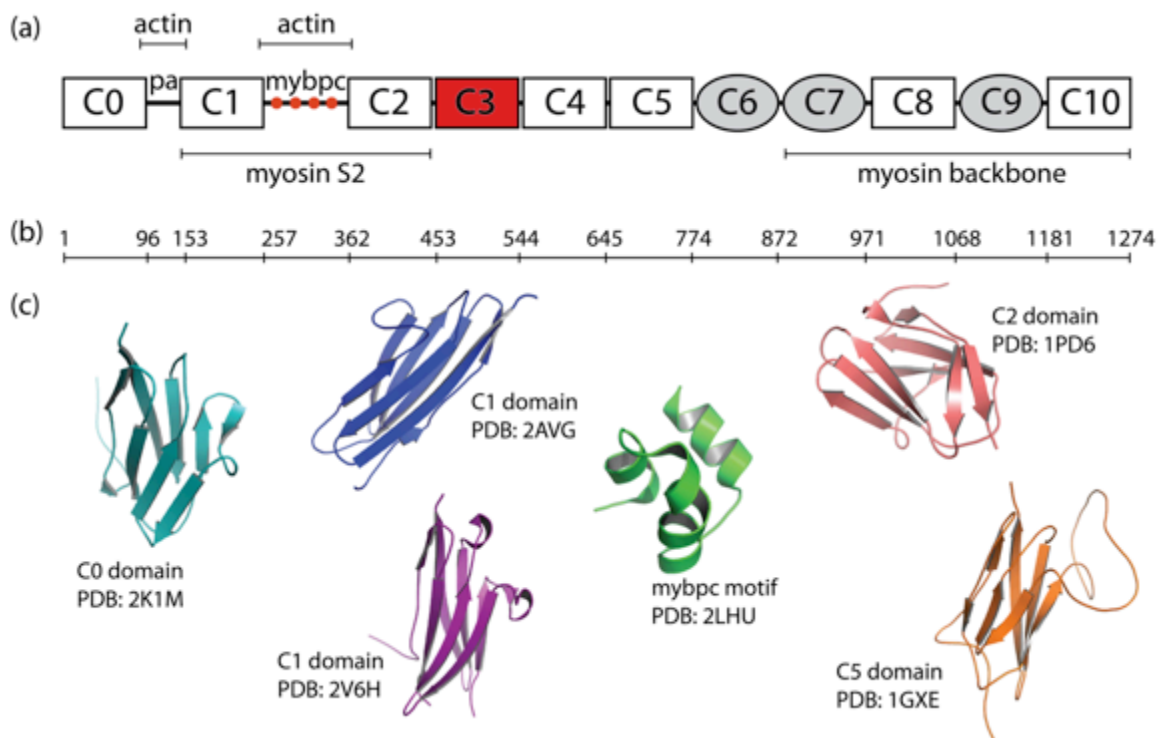 (a)
actin actin
C0 pa C1 mybpc C2 C3 C4 C5 C6 C7 C8 C9 C10
myosin S2 myosin backbone
(b) 1 96 153 257 362 453 544 645 774 872 971 1068 1181 1274
(c)
C2 domain
PDB: 1PD6
C1 domain
PDB: 2AVG
C0 domain
PDB: 2K1M
mybpc motif
PDB: 2LHU
C1 domain
PDB: 2V6H
C5 domain
PDB: 1GXE